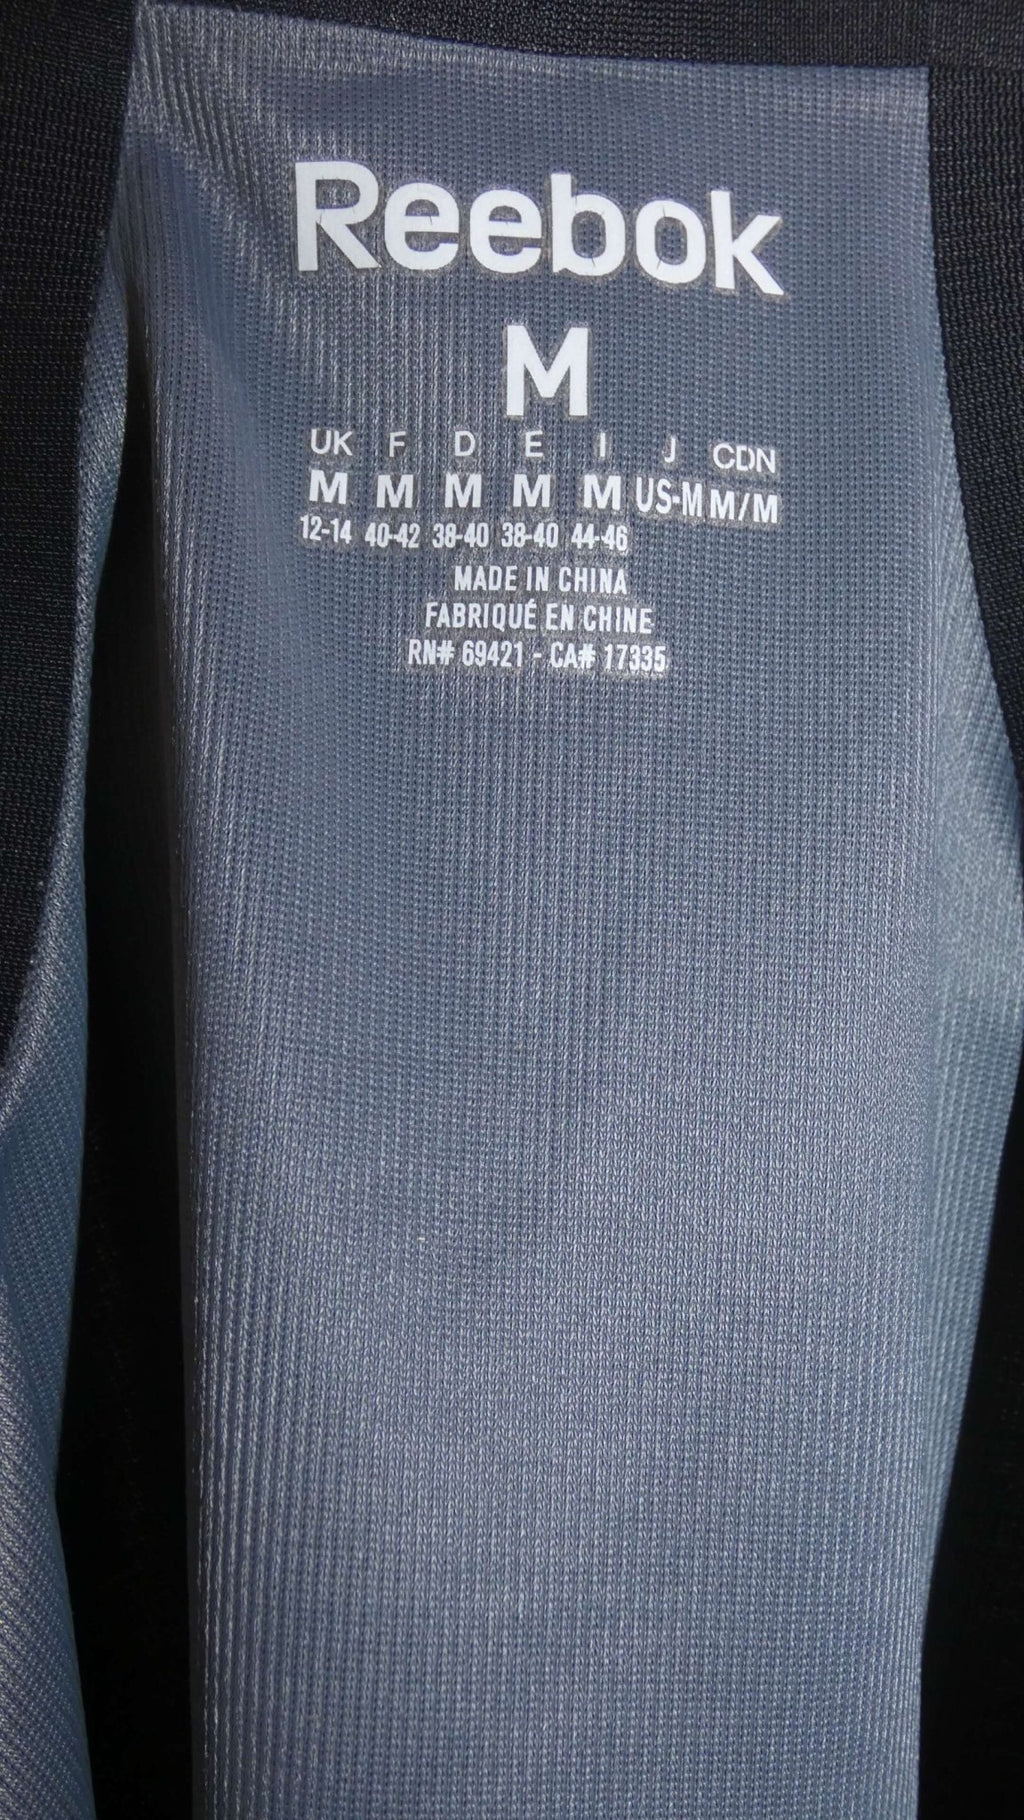 Reebok
M
UK F D E I J CDN
M M M M M US-M M/M
12-14 40-42 38-40 38-40 44-46
MADE IN CHINA
FABRIQUÉ EN CHINE
RN# 69421 - CA# 17335